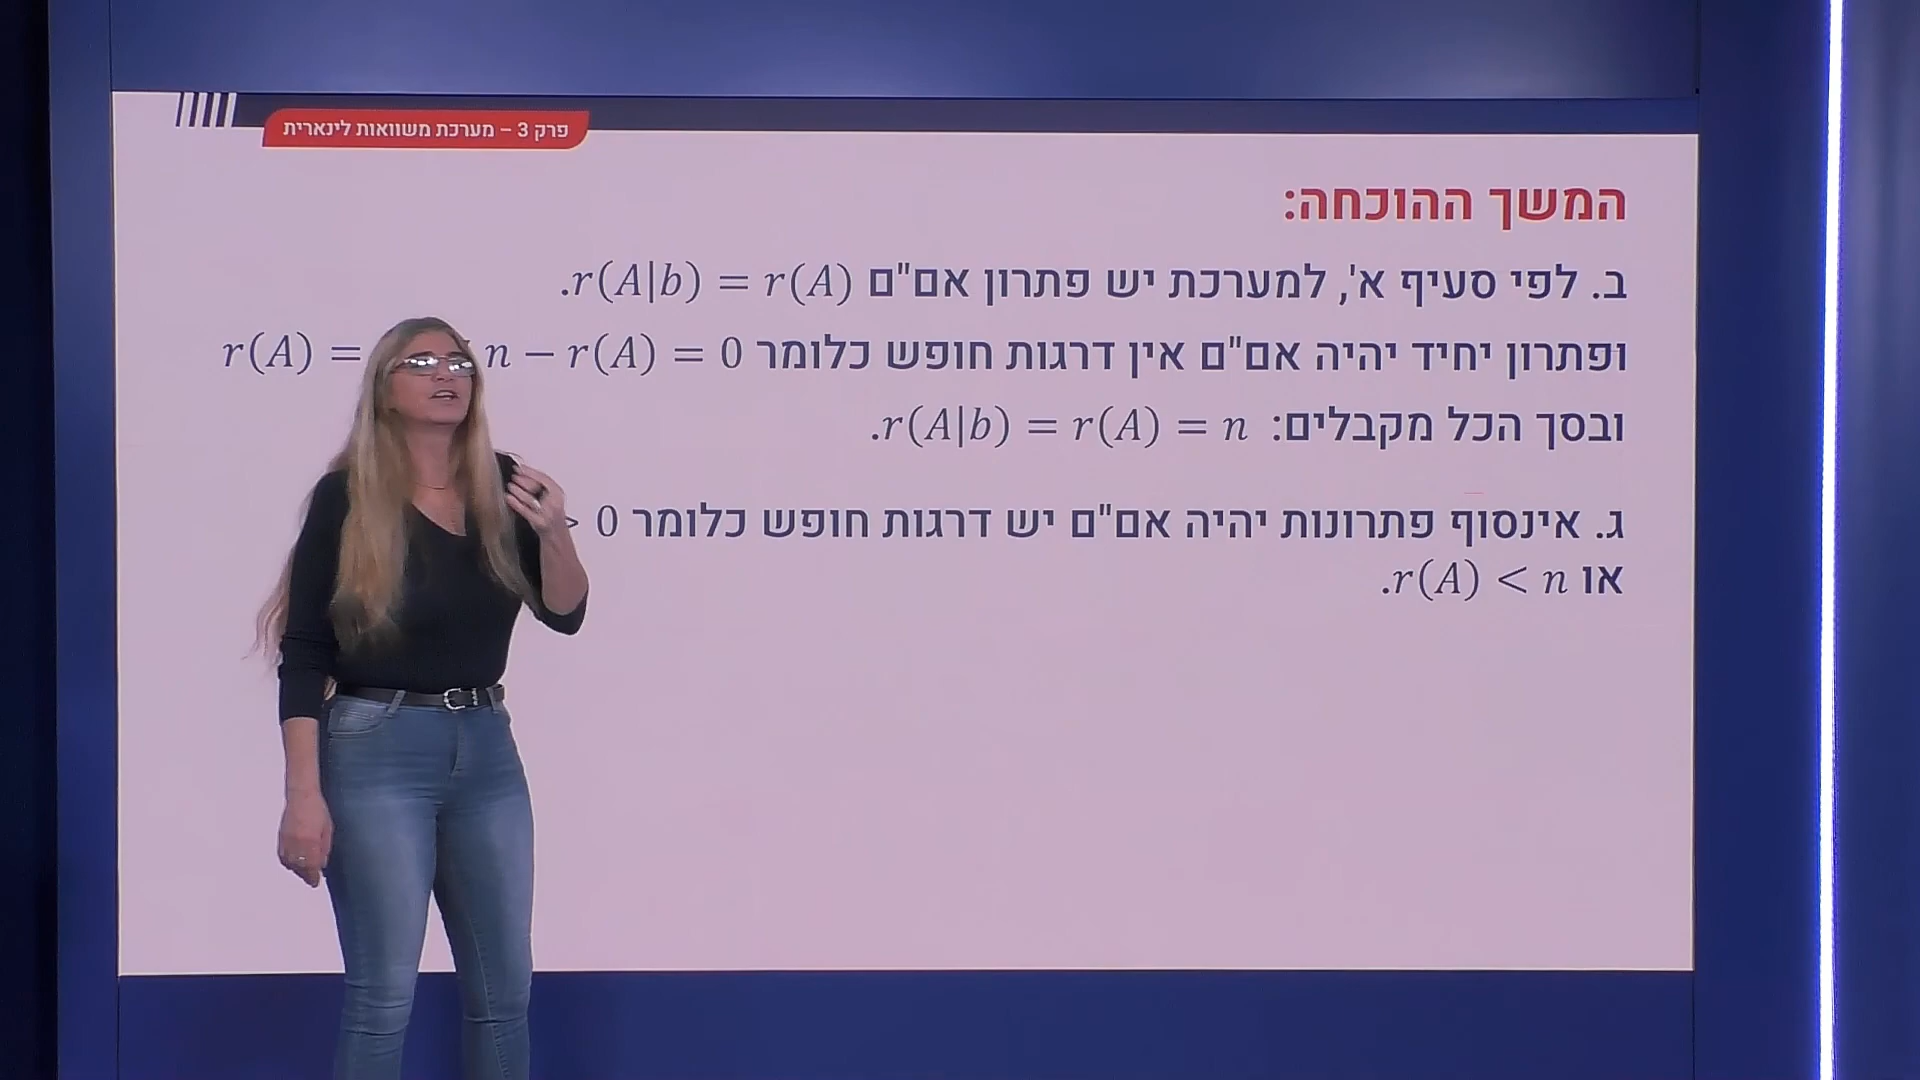 פרק 3 – מערכת משוואות לינארית
המשך ההוכחה:
ב. לפי סעיף א', למערכת יש פתרון אם"ם r(A|b) = r(A).
ופתרון יחיד יהיה אם"ם אין דרגות חופש כלומר n − r(A) = 0 r(A) =
ובסך הכל מקבלים: r(A|b) = r(A) = n.
ג. אינסוף פתרונות יהיה אם"ם יש דרגות חופש כלומר > 0
או r(A) < n.